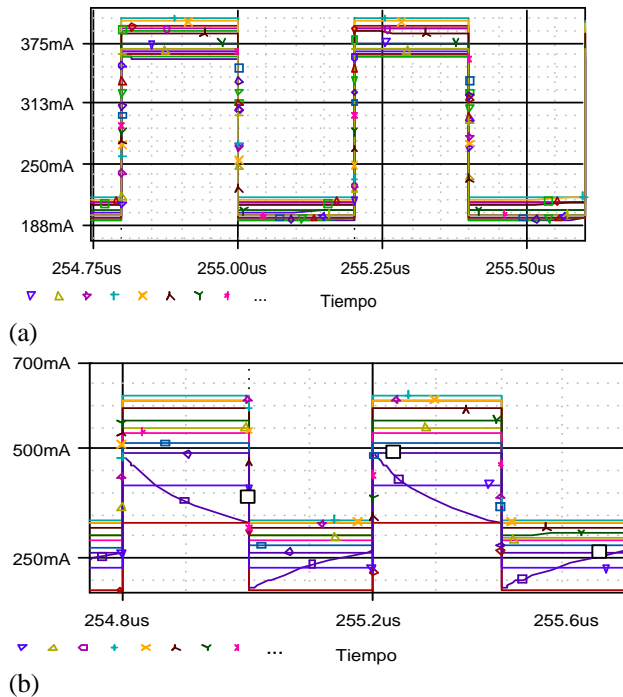 375mA
313mA
250mA
188mA
254.75us 255.00us 255.25us 255.50us
... Tiempo
(a)
700mA
500mA
250mA
254.8us 255.2us 255.6us
... Tiempo
(b)